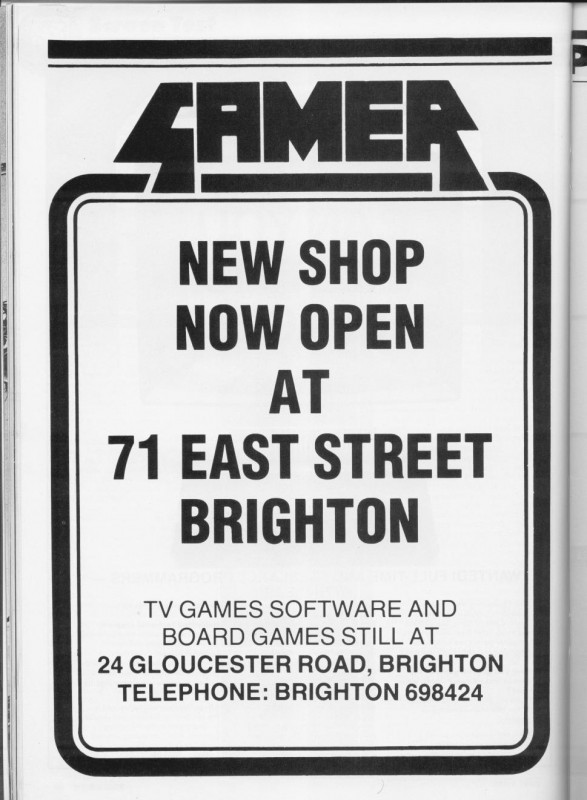 GAMER
NEW SHOP
NOW OPEN
AT
71 EAST STREET
BRIGHTON
TV GAMES SOFTWARE AND
BOARD GAMES STILL AT
24 GLOUCESTER ROAD, BRIGHTON
TELEPHONE: BRIGHTON 698424